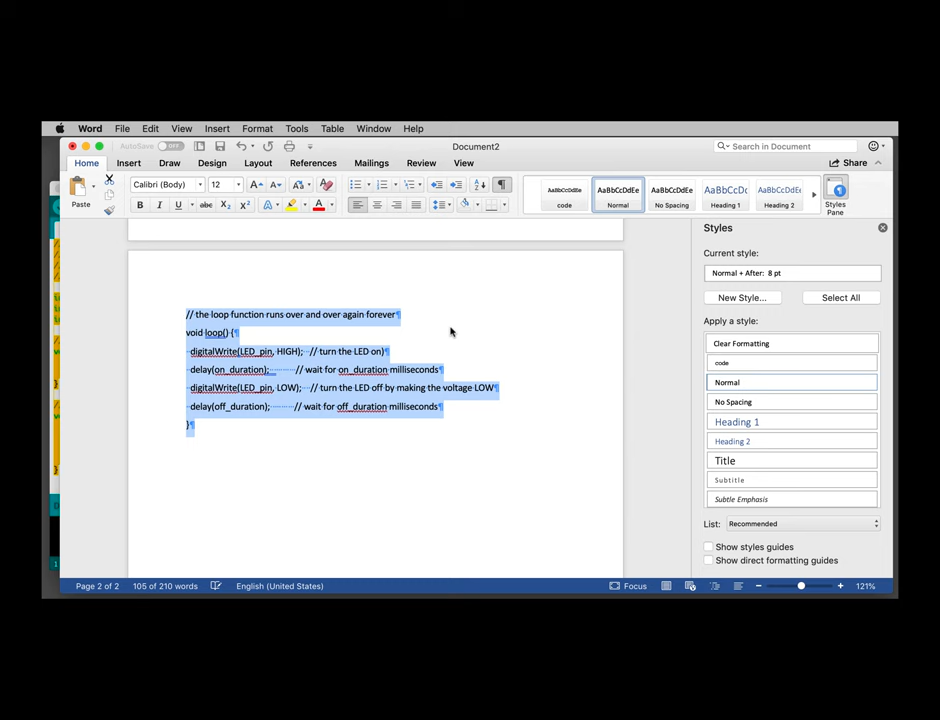 Word File Edit View Insert Format Tools Table Window Help
AutoSave OFF Document2 Search in Document
Home Insert Draw Design Layout References Mailings Review View Share
Paste Calibri (Body) 12 A A Aa A ¶ AaBbCcDdEe AaBbCcDdEe AaBbCcDdEe AaBbCcDc AaBbCcDdEe
B I U abc X₂ X² A A code Normal No Spacing Heading 1 Heading 2 Styles Pane
Styles
Current style:
Normal + After: 8 pt
New Style... Select All
Apply a style:
Clear Formatting
code
Normal
No Spacing
Heading 1
Heading 2
Title
Subtitle
Subtle Emphasis
List: Recommended
Show styles guides
Show direct formatting guides
// the loop function runs over and over again forever¶
void loop() {¶
digitalWrite(LED_pin, HIGH); // turn the LED on)¶
delay(on_duration); // wait for on_duration milliseconds¶
digitalWrite(LED_pin, LOW); // turn the LED off by making the voltage LOW¶
delay(off_duration); // wait for off_duration milliseconds¶
}¶
Page 2 of 2 105 of 210 words English (United States) Focus 121%